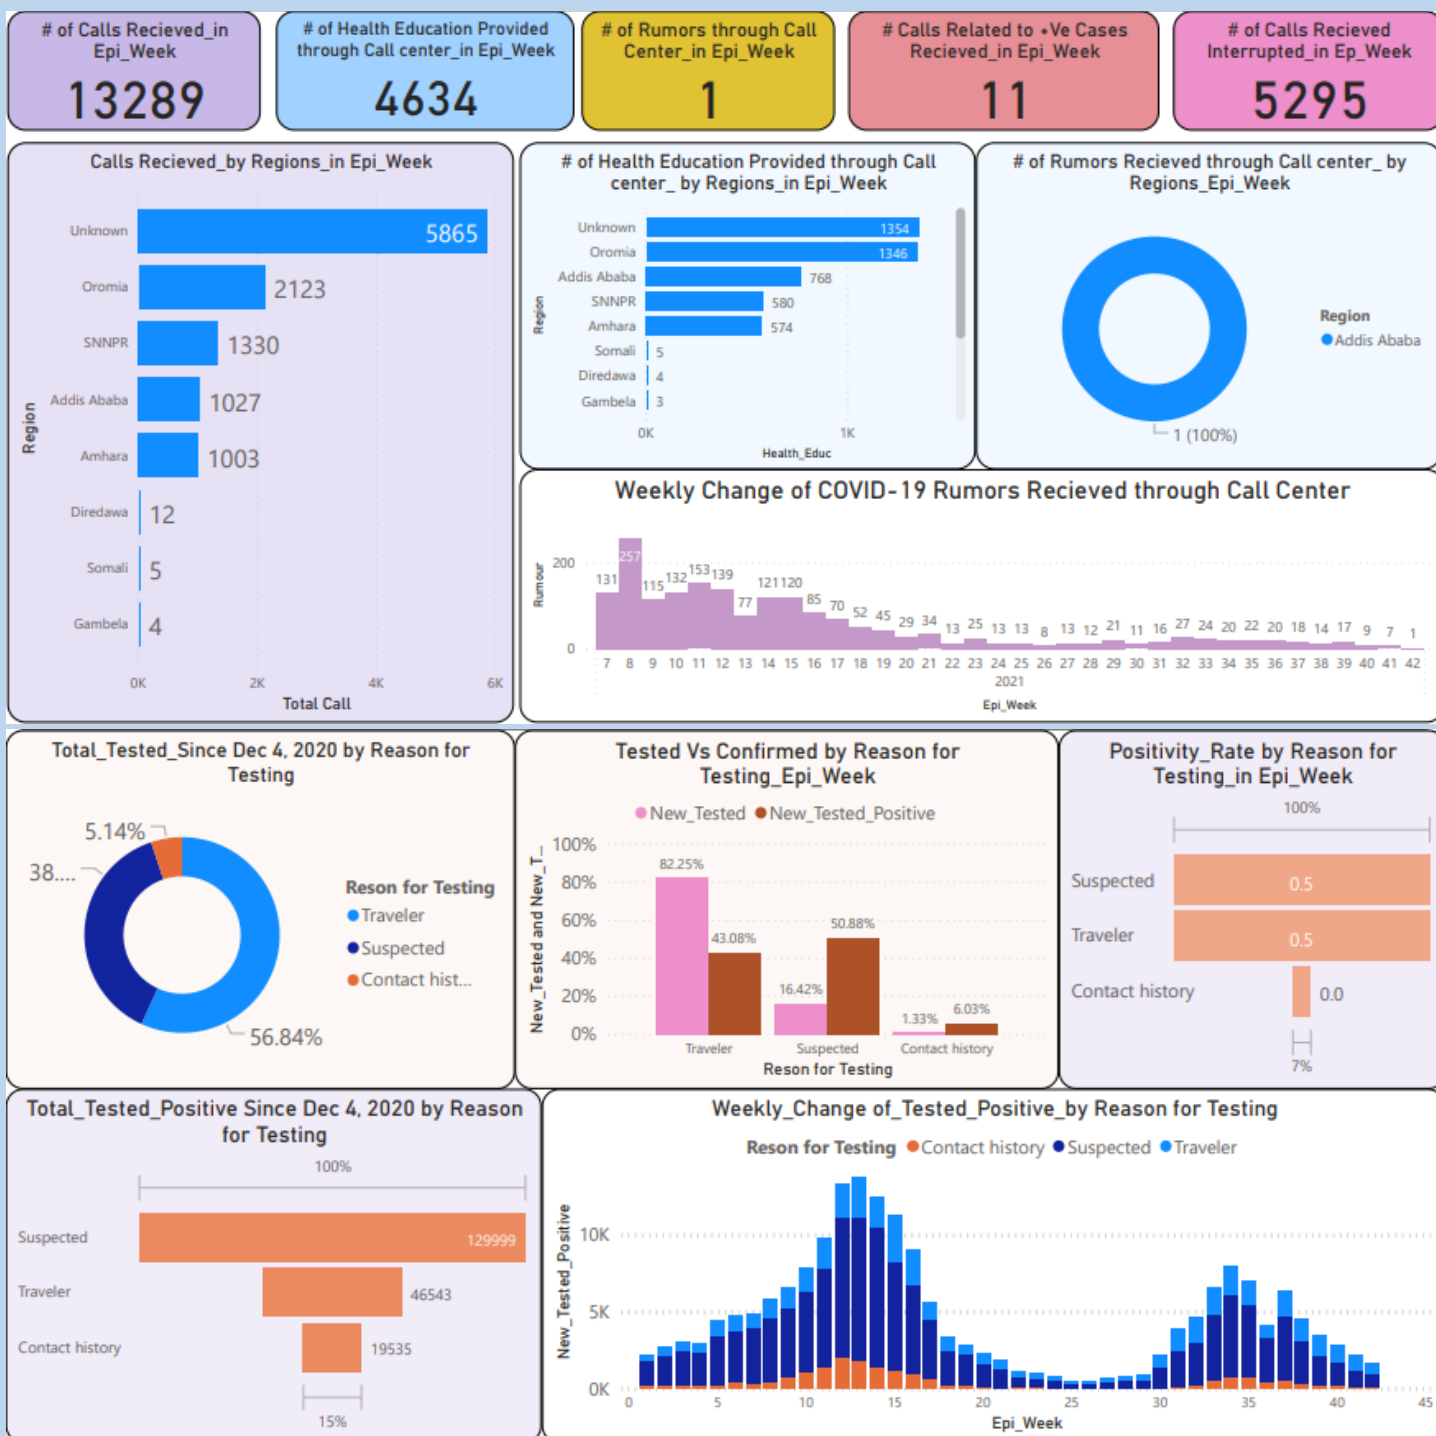 # of Calls Recieved_in
Epi_Week
13289
# of Health Education Provided
through Call center_in Epi_Week
4634
# of Rumors through Call
Center_in Epi_Week
1
# Calls Related to +Ve Cases
Recieved_in Epi_Week
11
# of Calls Recieved
Interrupted_in Ep_Week
5295
Calls Recieved_by Regions_in Epi_Week
Region
Unknown 5865
Oromia 2123
SNNPR 1330
Addis Ababa 1027
Amhara 1003
Diredawa 12
Somali 5
Gambela 4
0K 2K 4K 6K
Total Call
# of Health Education Provided through Call
center_ by Regions_in Epi_Week
Region
Unknown 1354
Oromia 1346
Addis Ababa 768
SNNPR 580
Amhara 574
Somali 5
Diredawa 4
Gambela 3
0K 1K
Health_Educ
# of Rumors Recieved through Call center_ by
Regions_Epi_Week
Region
Addis Ababa
1 (100%)
Weekly Change of COVID-19 Rumors Recieved through Call Center
Rumour
200
0
131 257 115 132 153 139 77 121 120 85 70 52 45 29 34 13 25 13 13 8 13 12 21 11 16 27 24 20 22 20 18 14 17 9 7 1
7 8 9 10 11 12 13 14 15 16 17 18 19 20 21 22 23 24 25 26 27 28 29 30 31 32 33 34 35 36 37 38 39 40 41 42
2021
Epi_Week
Total_Tested_Since Dec 4, 2020 by Reason for
Testing
5.14%
38....
56.84%
Reson for Testing
Traveler
Suspected
Contact hist...
Tested Vs Confirmed by Reason for
Testing_Epi_Week
New_Tested New_Tested_Positive
New_Tested and New_T...
100%
80%
60%
40%
20%
0%
82.25%
43.08%
16.42%
50.88%
1.33%
6.03%
Traveler Suspected Contact history
Reson for Testing
Positivity_Rate by Reason for
Testing_in Epi_Week
100%
Suspected 0.5
Traveler 0.5
Contact history 0.0
7%
Total_Tested_Positive Since Dec 4, 2020 by Reason
for Testing
100%
Suspected 129999
Traveler 46543
Contact history 19535
15%
Weekly_Change of_Tested_Positive_by Reason for Testing
Reson for Testing Contact history Suspected Traveler
New_Tested_Positive
10K
5K
0K
0 5 10 15 20 25 30 35 40 45
Epi_Week